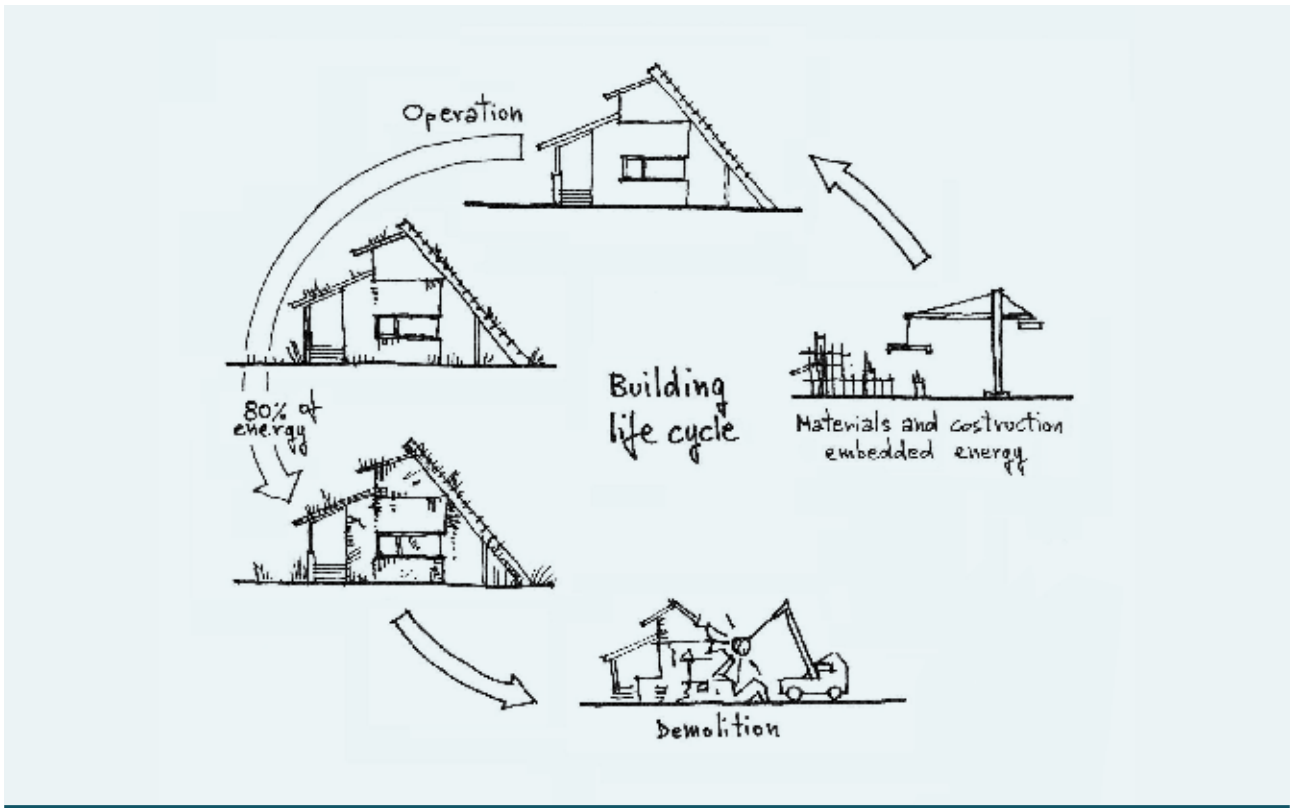 Operation
80% of
energy
Building
life cycle
Materials and costruction
embedded energy
Demolition